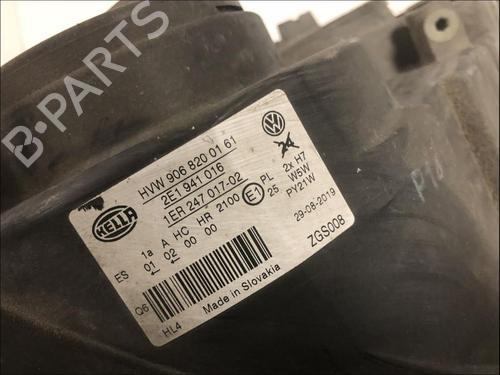 B-PARTS
HELLA
HVW 906 820 01 61
2E1 941 016
1ER 247 017-02
ES 1a A HC HR 2100 E1 PL
01 02 00 00 25
2x H7
W5W
PY21W
29-08-2019
ZGS008
Q6
HL4
Made in Slovakia